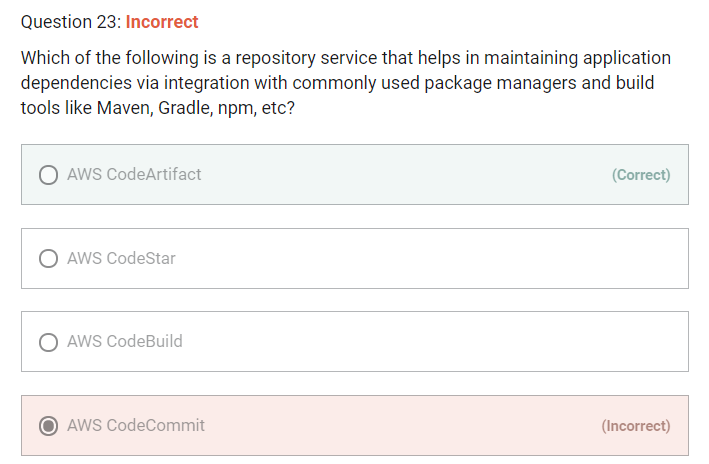 Question 23: Incorrect
Which of the following is a repository service that helps in maintaining application
dependencies via integration with commonly used package managers and build
tools like Maven, Gradle, npm, etc?
AWS CodeArtifact (Correct)
AWS CodeStar
AWS CodeBuild
AWS CodeCommit (Incorrect)